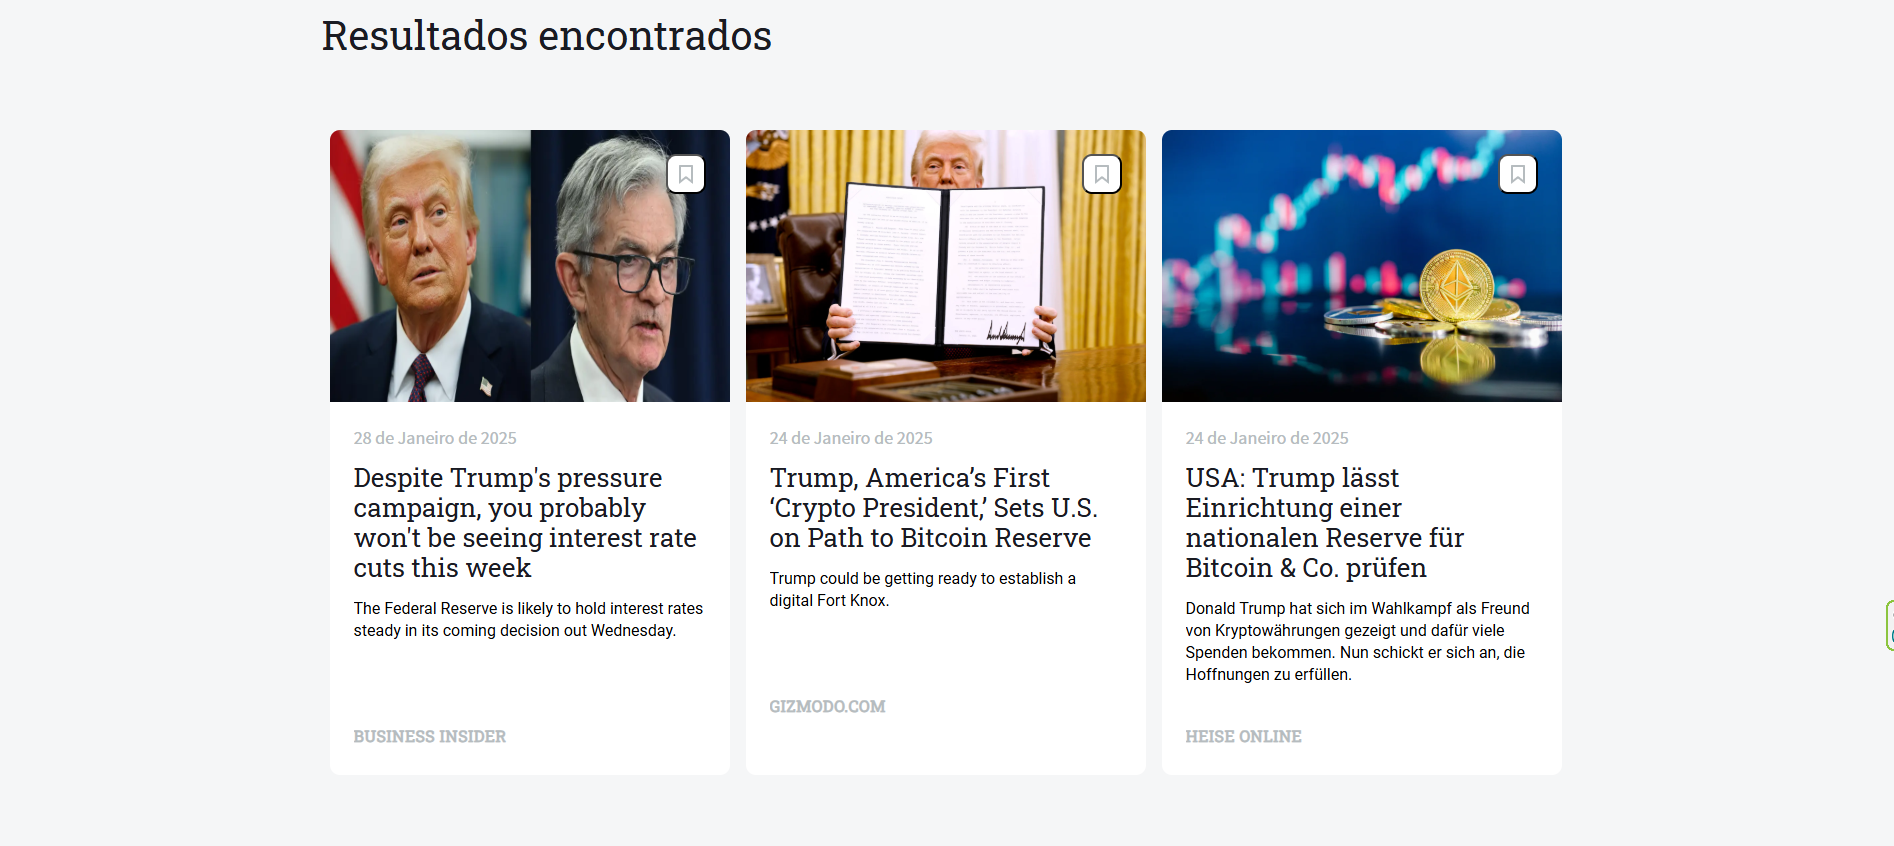 Resultados encontrados
28 de Janeiro de 2025
Despite Trump's pressure
campaign, you probably
won't be seeing interest rate
cuts this week
The Federal Reserve is likely to hold interest rates
steady in its coming decision out Wednesday.
BUSINESS INSIDER
24 de Janeiro de 2025
Trump, America’s First
‘Crypto President,’ Sets U.S.
on Path to Bitcoin Reserve
Trump could be getting ready to establish a
digital Fort Knox.
GIZMODO.COM
24 de Janeiro de 2025
USA: Trump lässt
Einrichtung einer
nationalen Reserve für
Bitcoin & Co. prüfen
Donald Trump hat sich im Wahlkampf als Freund
von Kryptowährungen gezeigt und dafür viele
Spenden bekommen. Nun schickt er sich an, die
Hoffnungen zu erfüllen.
HEISE ONLINE